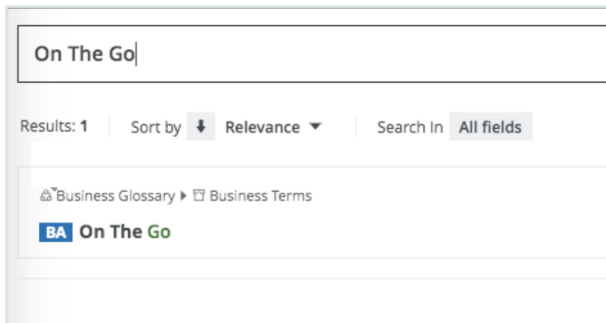 On The Go
Results: 1 Sort by Relevance Search In All fields
Business Glossary Business Terms
BA On The Go